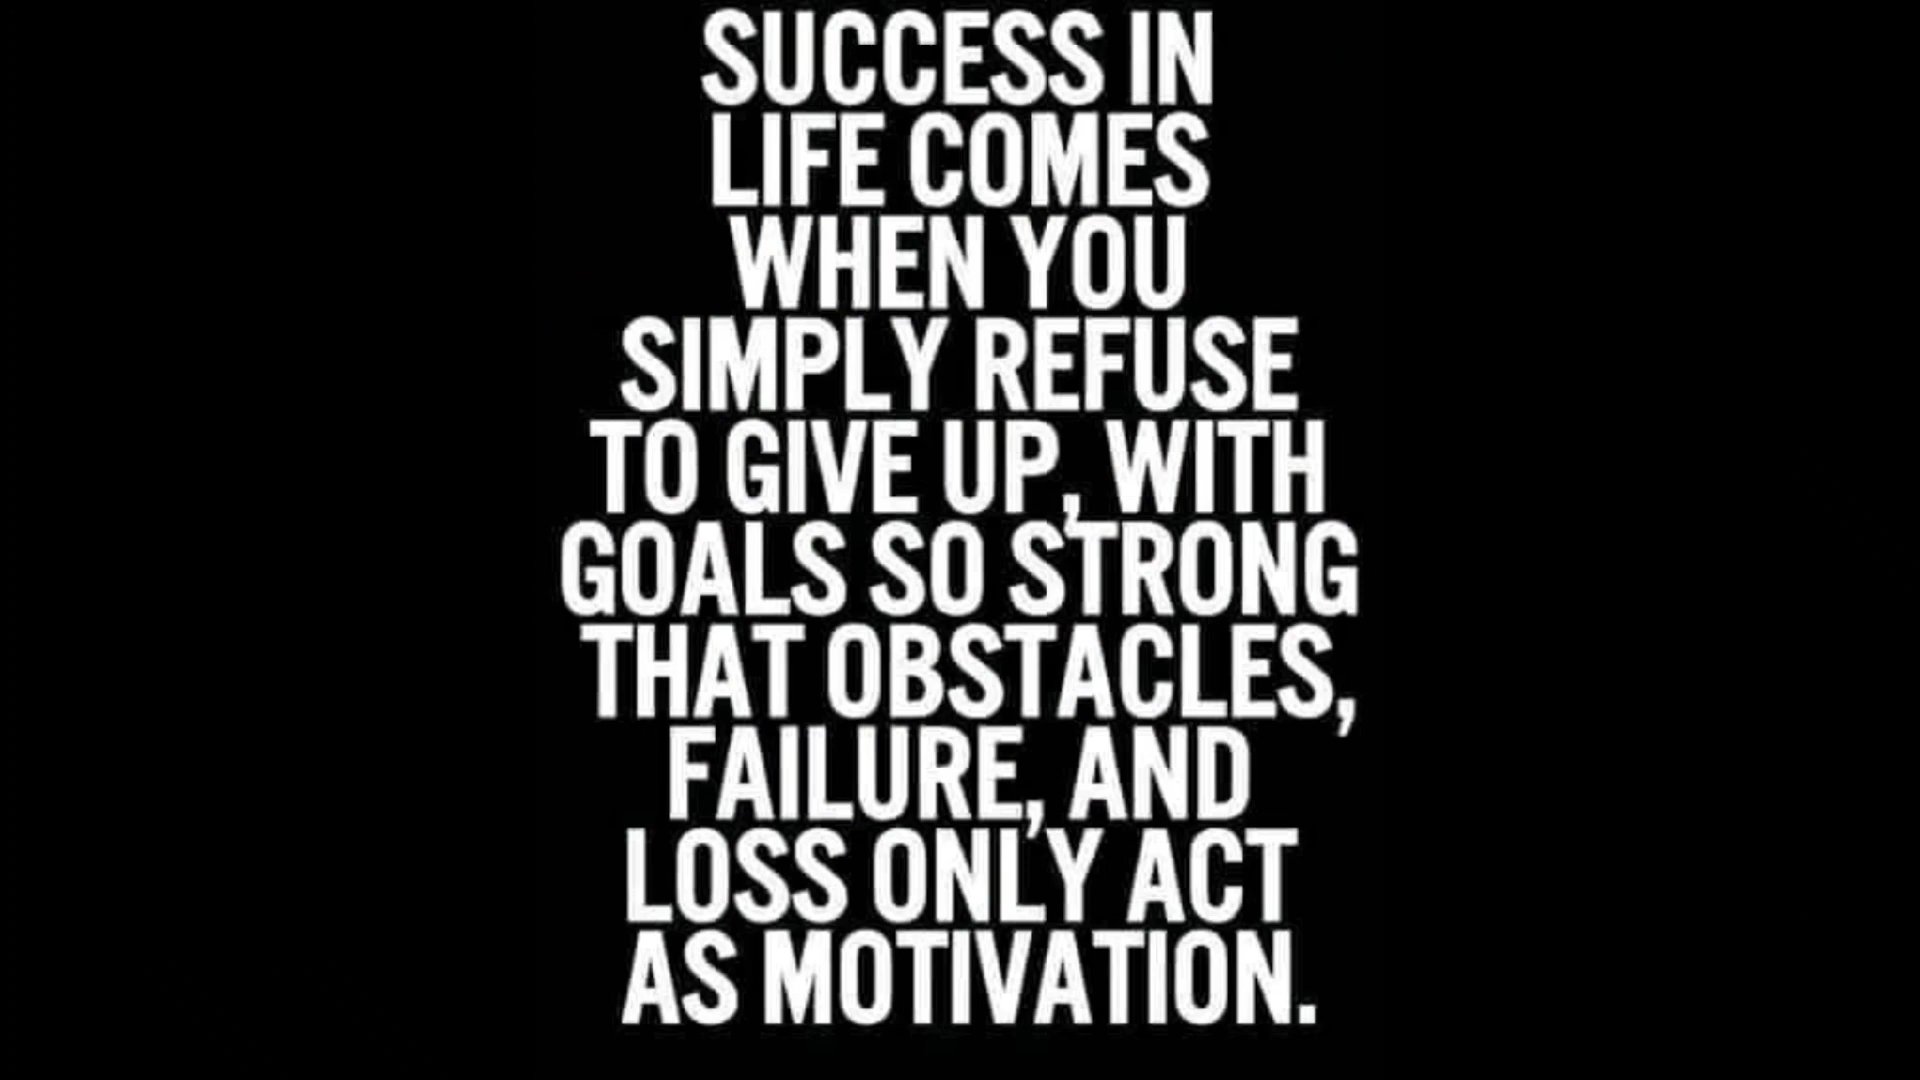 SUCCESS IN
LIFE COMES
WHEN YOU
SIMPLY REFUSE
TO GIVE UP, WITH
GOALS SO STRONG
THAT OBSTACLES,
FAILURE, AND
LOSS ONLY ACT
AS MOTIVATION.